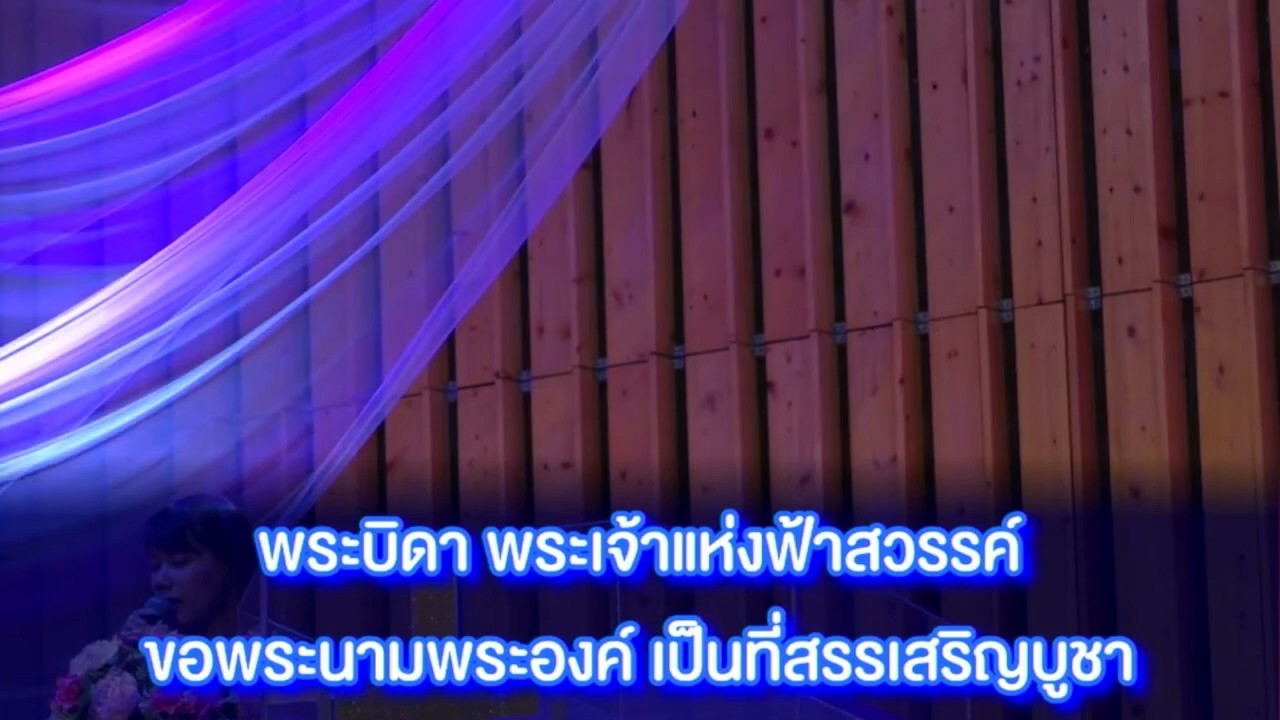 พระบิดา พระเจ้าแห่งฟ้าสวรรค์
ขอพระนามพระองค์ เป็นที่สรรเสริญบูชา